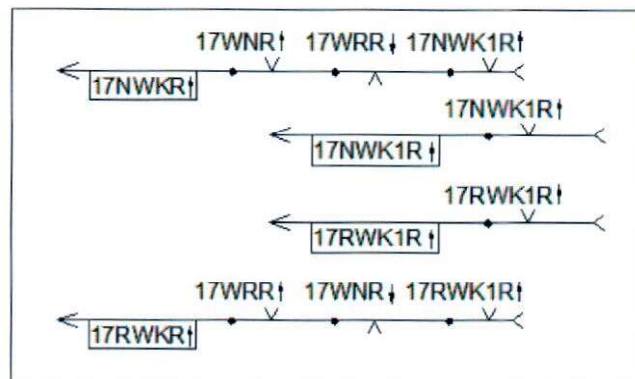 17WNR↑ 17WRR↓ 17NWK1R↑
17NWKR↑
17NWK1R↑
17NWK1R↑
17RWK1R↑
17RWK1R↑
17WRR↑ 17WNR↓ 17RWK1R↑
17RWKR↑